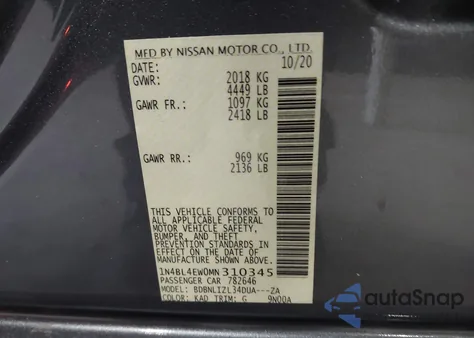 MFD BY NISSAN MOTOR CO., LTD.
DATE: 10/20
GVWR: 2018 KG
4449 LB
GAWR FR.: 1097 KG
2418 LB
GAWR RR.: 969 KG
2136 LB
THIS VEHICLE CONFORMS TO
ALL APPLICABLE FEDERAL
MOTOR VEHICLE SAFETY,
BUMPER, AND THEFT
PREVENTION STANDARDS
IN EFFECT ON THE DATE OF
MANUFACTURE SHOWN ABOVE.
1N4BL4EW0MN310345
PASSENGER CAR 782646
MODEL: BDBNLIZL34DUA---ZA
COLOR: KAD TRIM: G 9N00A
autoSnap